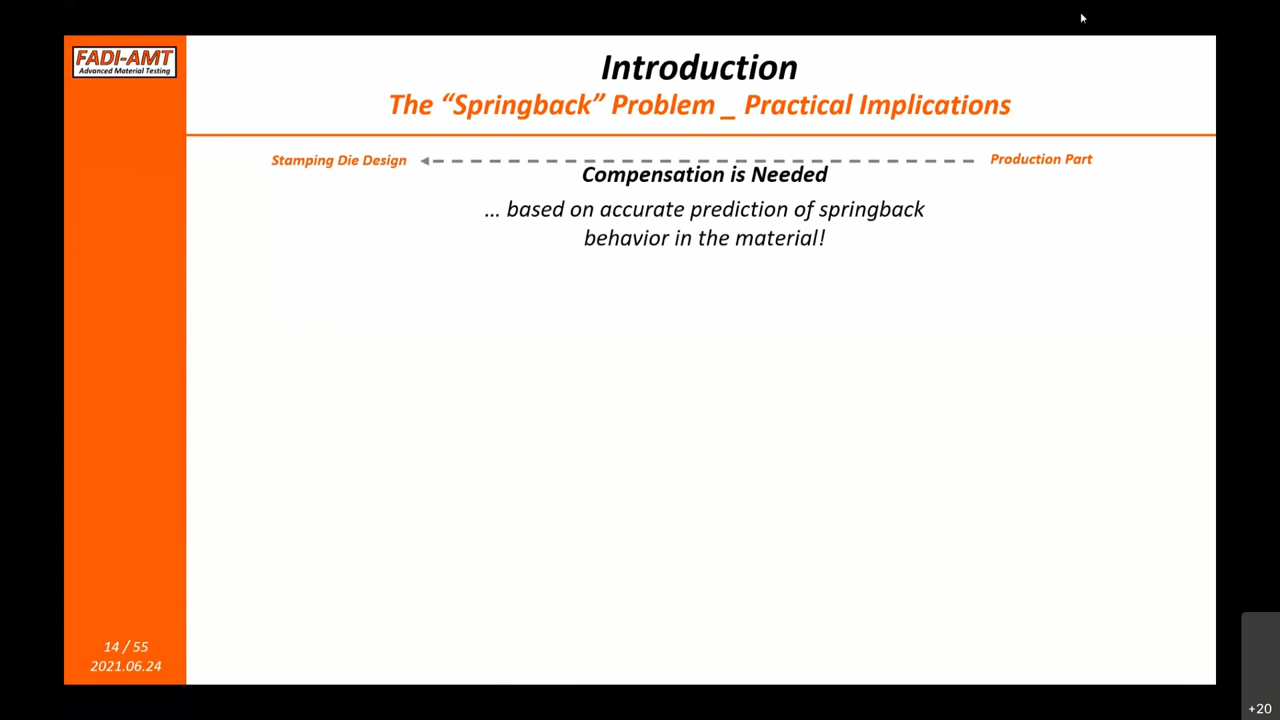 FADI-AMT
Advanced Material Testing
Introduction
The “Springback” Problem _ Practical Implications
Stamping Die Design
Production Part
Compensation is Needed
... based on accurate prediction of springback
behavior in the material!
14 / 55
2021.06.24
+20